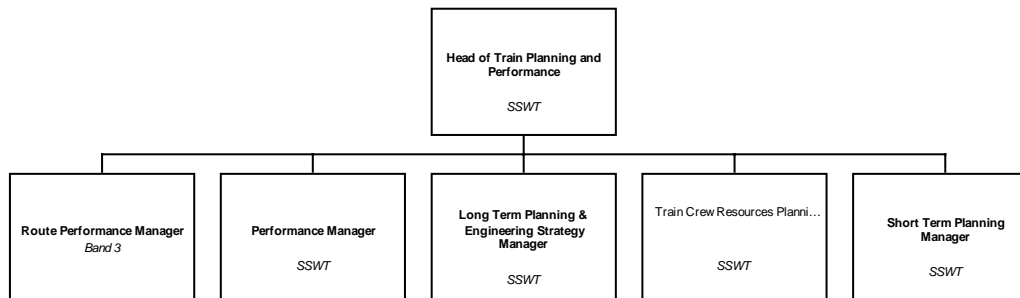 Head of Train Planning and
Performance
SSWT
Route Performance Manager
Band 3
Performance Manager
SSWT
Long Term Planning &
Engineering Strategy
Manager
SSWT
Train Crew Resources Planni...
SSWT
Short Term Planning
Manager
SSWT